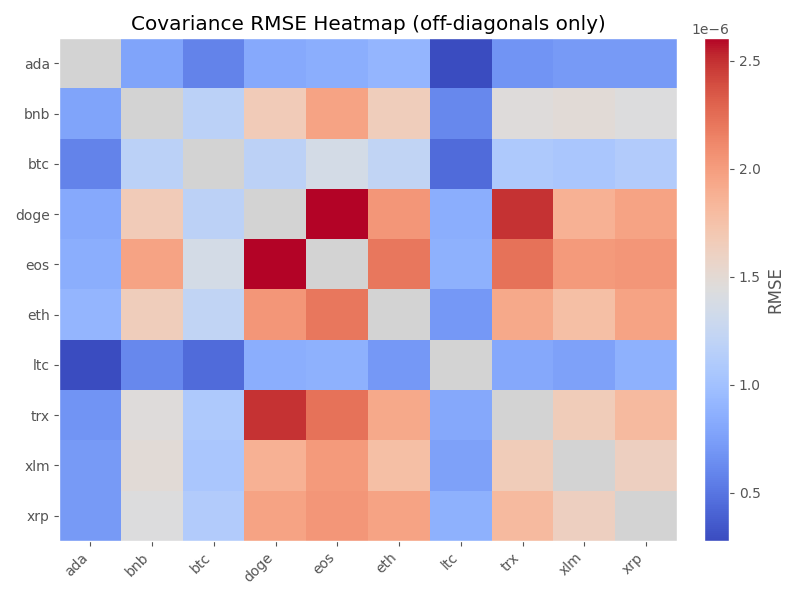 Covariance RMSE Heatmap (off-diagonals only)
1e−6
ada
bnb
btc
doge
eos
eth
ltc
trx
xlm
xrp
ada bnb btc doge eos eth ltc trx xlm xrp
2.5
2.0
1.5
1.0
0.5
RMSE